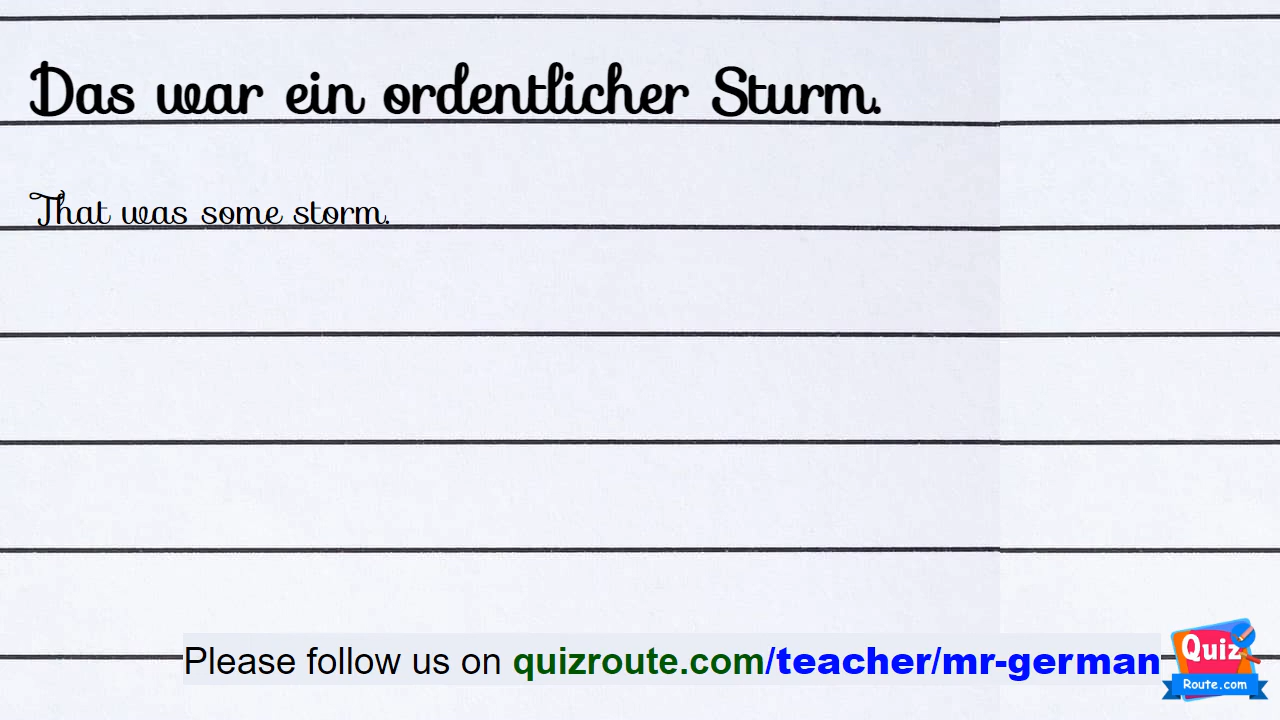 Das war ein ordentlicher Sturm.
That was some storm.
Please follow us on quizroute.com/teacher/mr-german
Quiz
Route.com